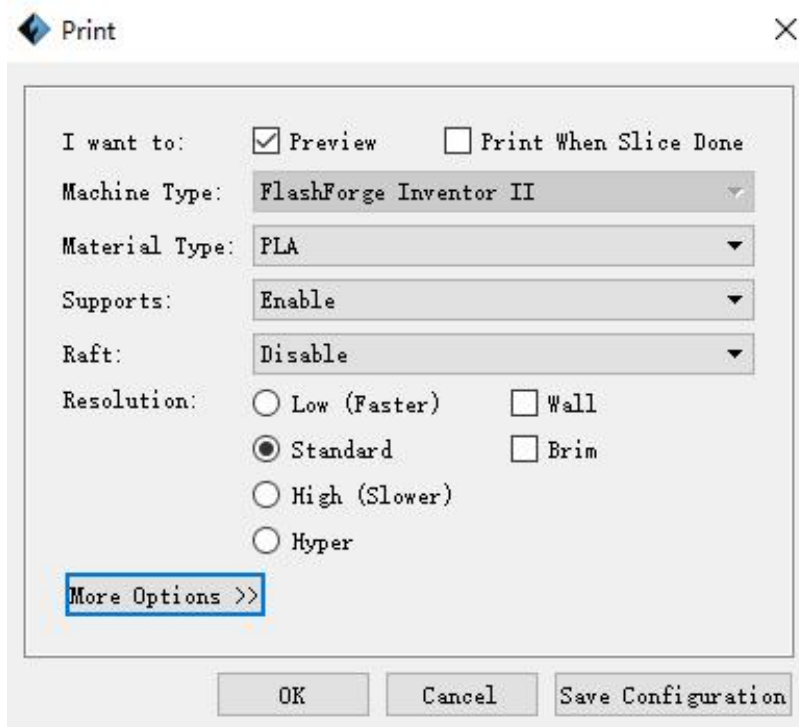 Print
I want to: Preview Print When Slice Done
Machine Type: FlashForge Inventor II
Material Type: PLA
Supports: Enable
Raft: Disable
Resolution: Low (Faster) Wall
Standard Brim
High (Slower)
Hyper
More Options >>
OK Cancel Save Configuration